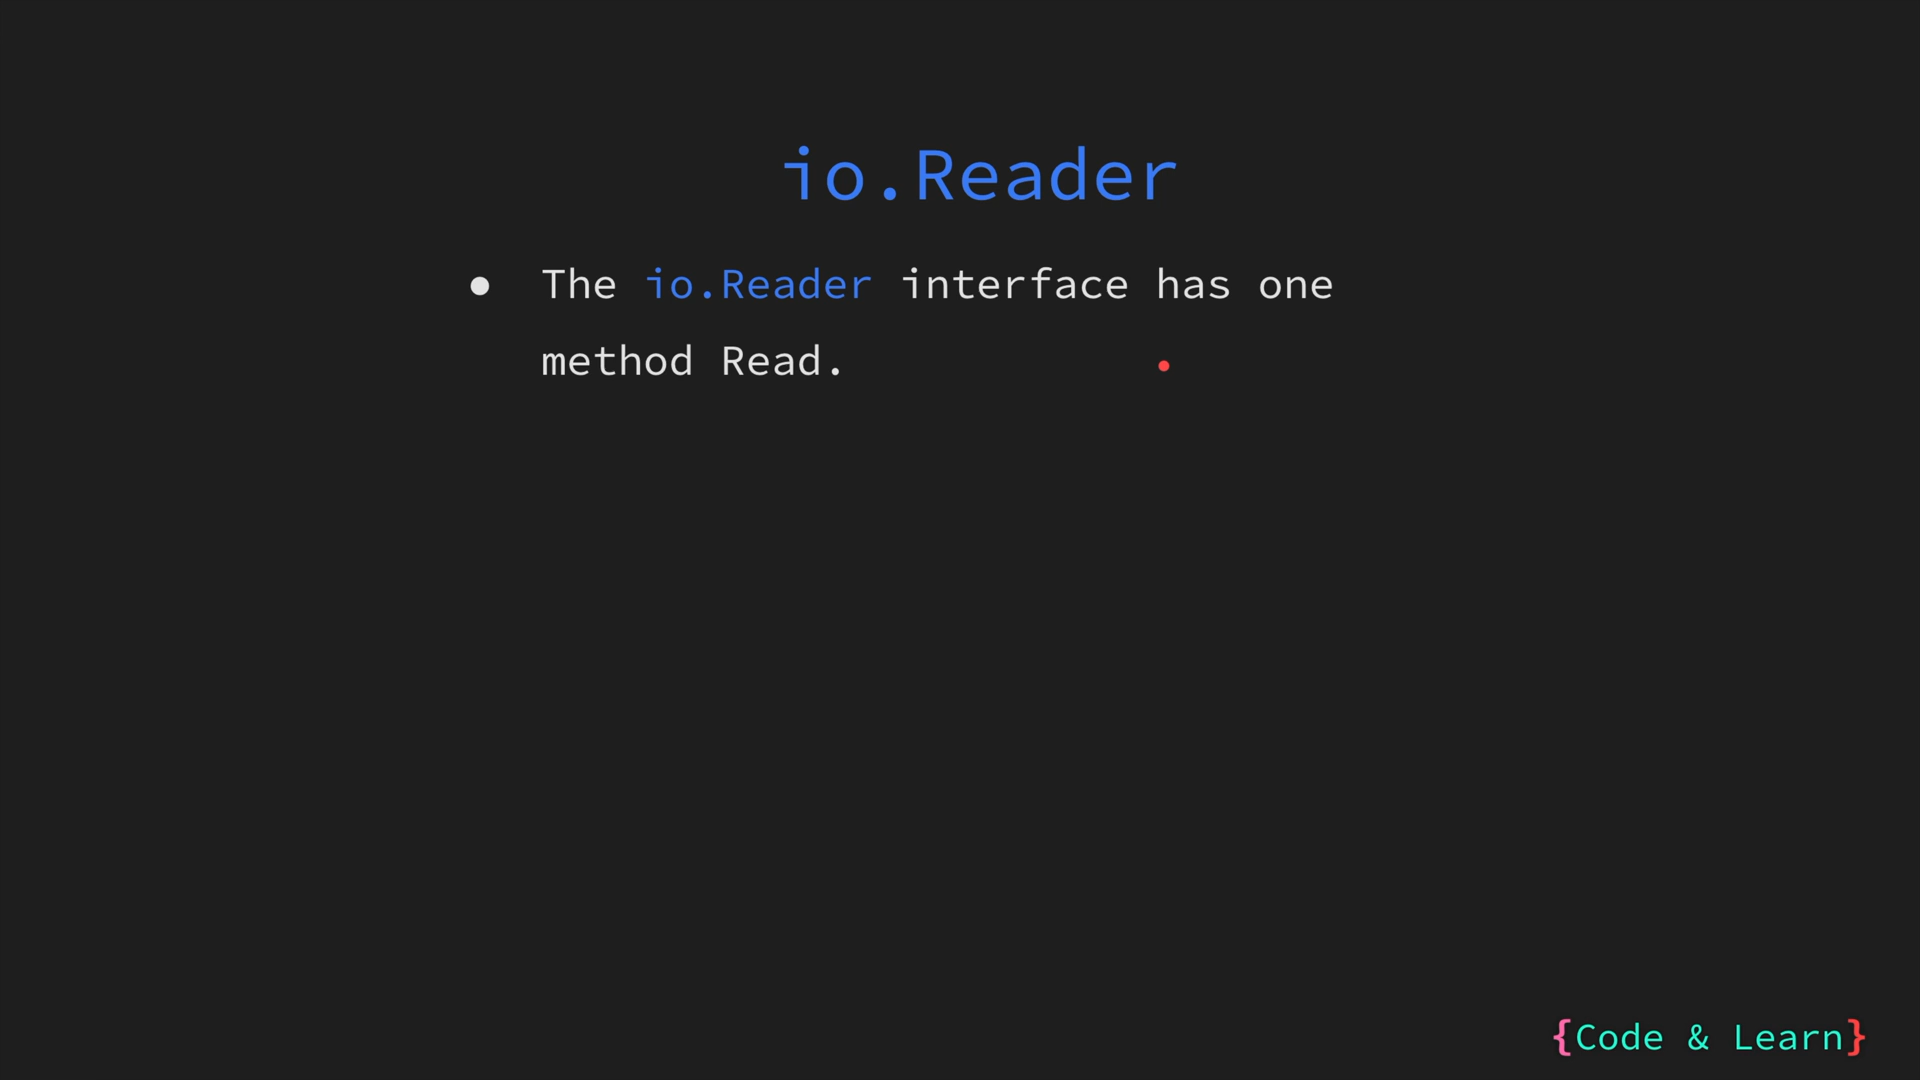 io.Reader
● The io.Reader interface has one
method Read.
{Code & Learn}